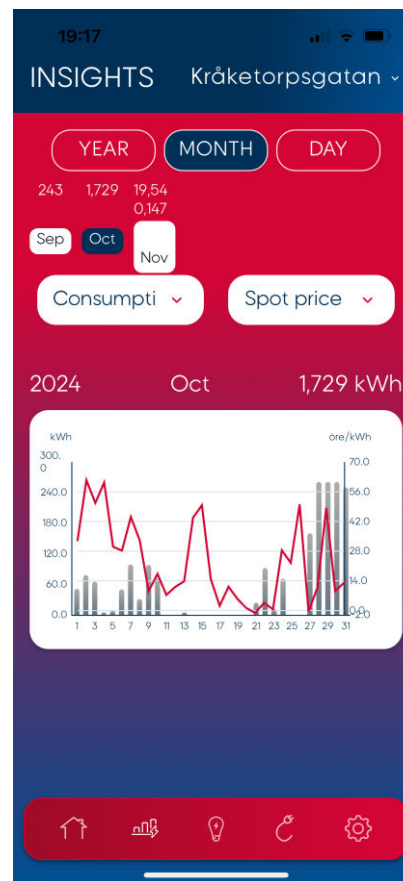 19:17
INSIGHTS Kråketorpsgatan
YEAR MONTH DAY
243 1,729 19,54
0,147
Sep Oct Nov
Consumpti Spot price
2024 Oct 1,729 kWh
kWh öre/kWh
300.
0 70.0
240.0 56.0
180.0 42.0
120.0 28.0
60.0 14.0
0.0 0.0
-2.0
1 3 5 7 9 11 13 15 17 19 21 23 25 27 29 31